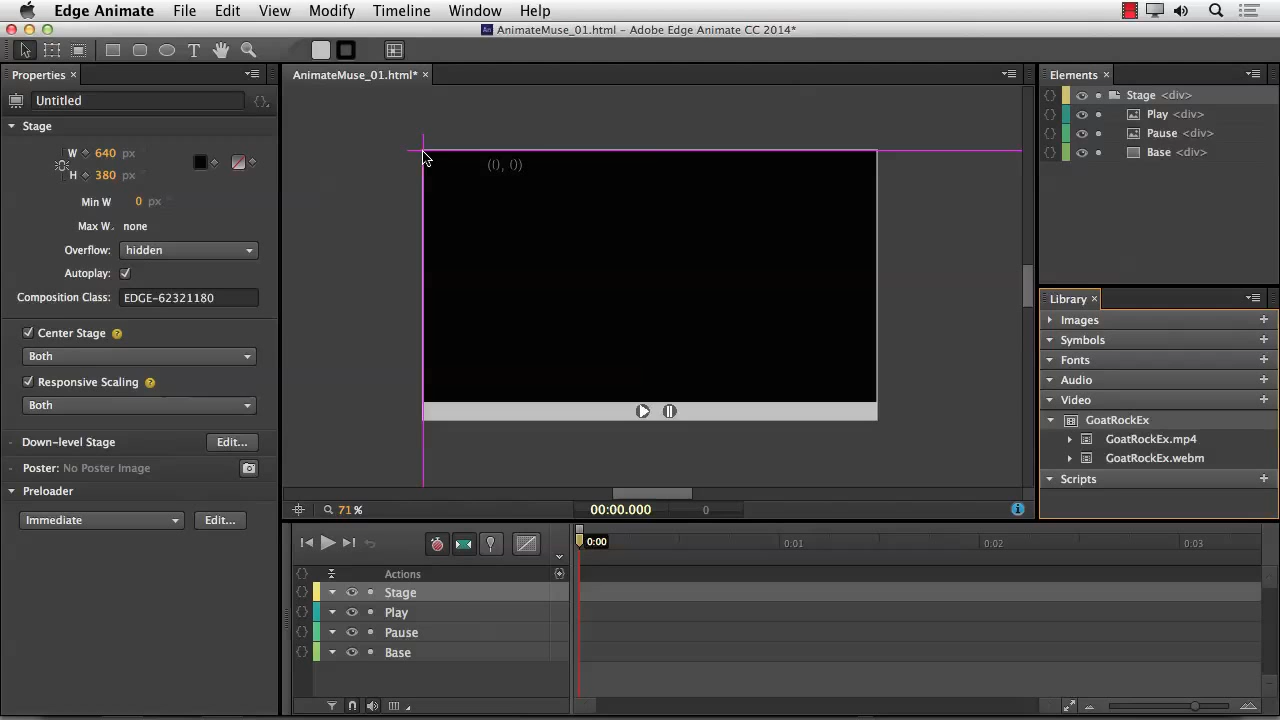 Edge Animate File Edit View Modify Timeline Window Help
AnimateMuse_01.html – Adobe Edge Animate CC 2014*
T
Properties ×
AnimateMuse_01.html* ×
Elements ×
Untitled
Stage
W 640 px
H 380 px
Min W 0 px
Max W. none
Overflow: hidden
Autoplay:
Composition Class: EDGE-62321180
Center Stage ?
Both
Responsive Scaling ?
Both
Down-level Stage Edit...
Poster: No Poster Image
Preloader
Immediate Edit...
(0, 0)
71 % 00:00.000 0
Stage <div>
Play <div>
Pause <div>
Base <div>
Library ×
Images +
Symbols +
Fonts +
Audio +
Video +
GoatRockEx
GoatRockEx.mp4
GoatRockEx.webm
Scripts +
0:00 0:01 0:02 0:03
Actions
Stage
Play
Pause
Base